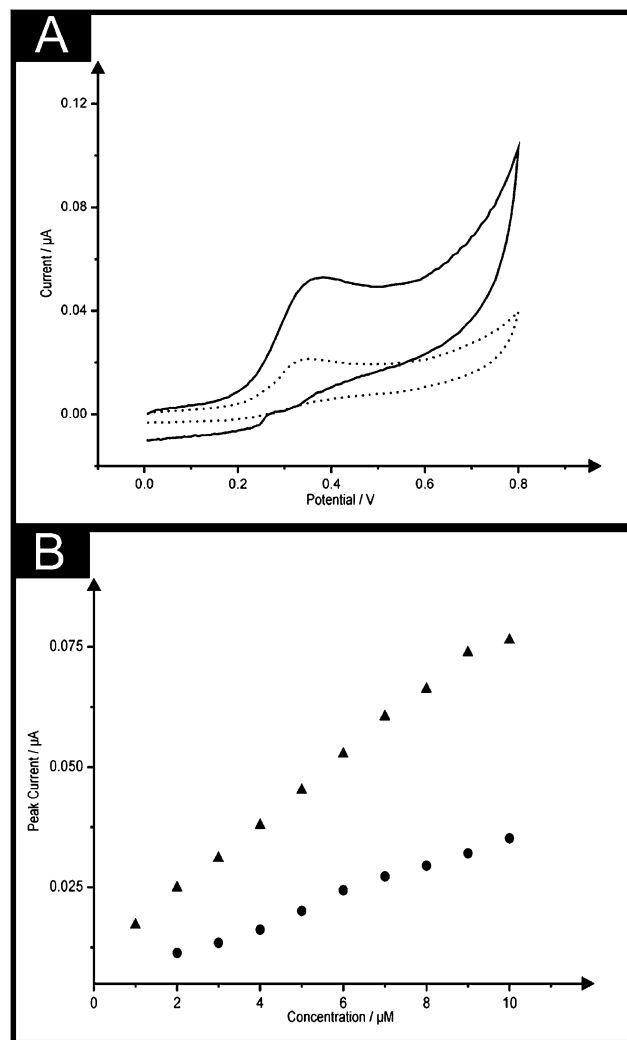 A
0.12
0.08
0.04
0.00
Current / µA
0.0 0.2 0.4 0.6 0.8
Potential / V
B
0.075
0.050
0.025
Peak Current / µA
0 2 4 6 8 10
Concentration / µM